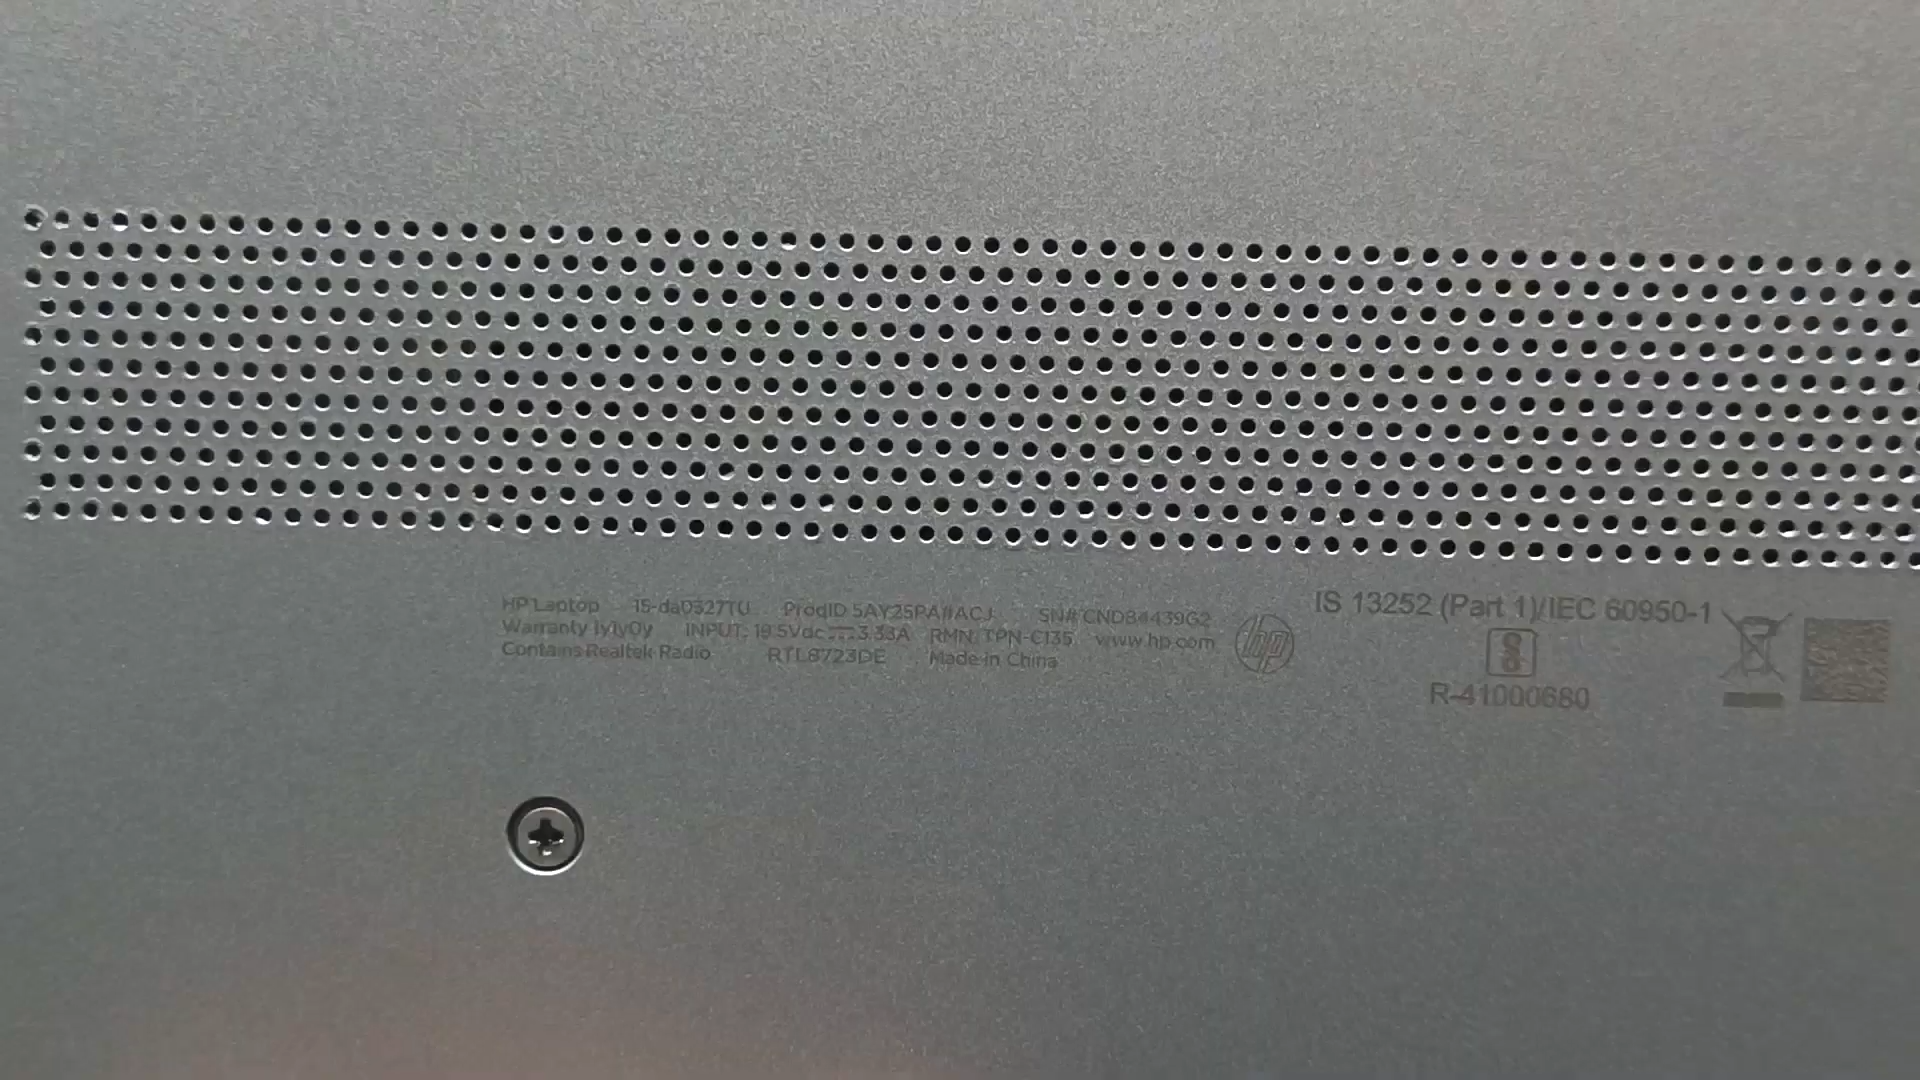 HP Laptop 15-da0327TU ProdID 5AY25PA#ACJ SN# CND84439G2
Warranty 1y1y0y INPUT: 19.5Vdc⎓3.33A RMN: TPN-C135 www.hp.com
Contains Realtek Radio RTL8723DE Made in China
hp
IS 13252 (Part 1)/IEC 60950-1
R-41000680